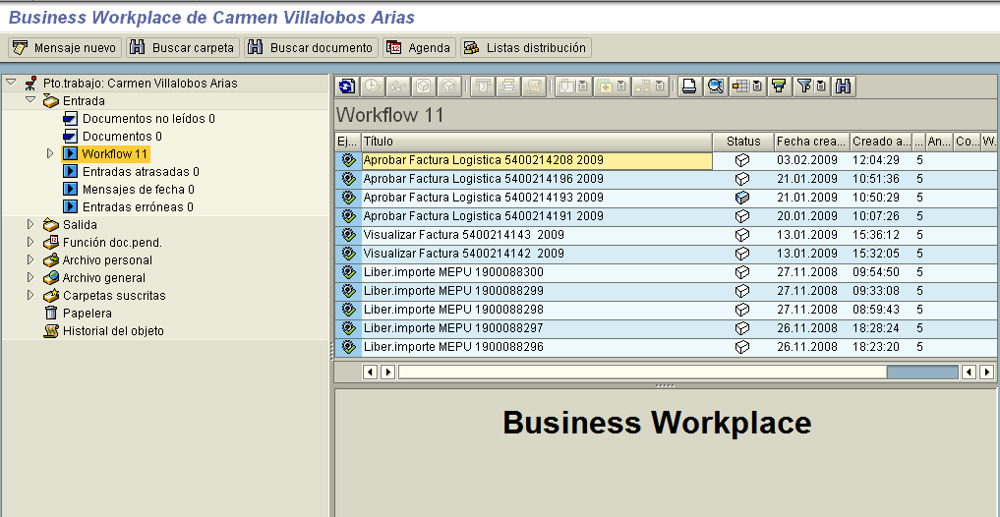 Business Workplace de Carmen Villalobos Arias
Mensaje nuevo Buscar carpeta Buscar documento 12 Agenda Listas distribución
Pto.trabajo: Carmen Villalobos Arias
Entrada
Documentos no leídos 0
Documentos 0
Workflow 11
Entradas atrasadas 0
Mensajes de fecha 0
Entradas erróneas 0
Salida
Función doc.pend.
Archivo personal
Archivo general
Carpetas suscritas
Papelera
Historial del objeto
Workflow 11
Ej... Título Status Fecha crea... Creado a... ... An... Co... W.
Aprobar Factura Logistica 5400214208 2009 03.02.2009 12:04:29 5
Aprobar Factura Logistica 5400214196 2009 21.01.2009 10:51:36 5
Aprobar Factura Logistica 5400214193 2009 21.01.2009 10:50:29 5
Aprobar Factura Logistica 5400214191 2009 20.01.2009 10:07:26 5
Visualizar Factura 5400214143 2009 13.01.2009 15:36:12 5
Visualizar Factura 5400214142 2009 13.01.2009 15:32:05 5
Liber.importe MEPU 1900088300 27.11.2008 09:54:50 5
Liber.importe MEPU 1900088299 27.11.2008 09:33:08 5
Liber.importe MEPU 1900088298 27.11.2008 08:59:43 5
Liber.importe MEPU 1900088297 26.11.2008 18:28:24 5
Liber.importe MEPU 1900088296 26.11.2008 18:23:20 5
Business Workplace